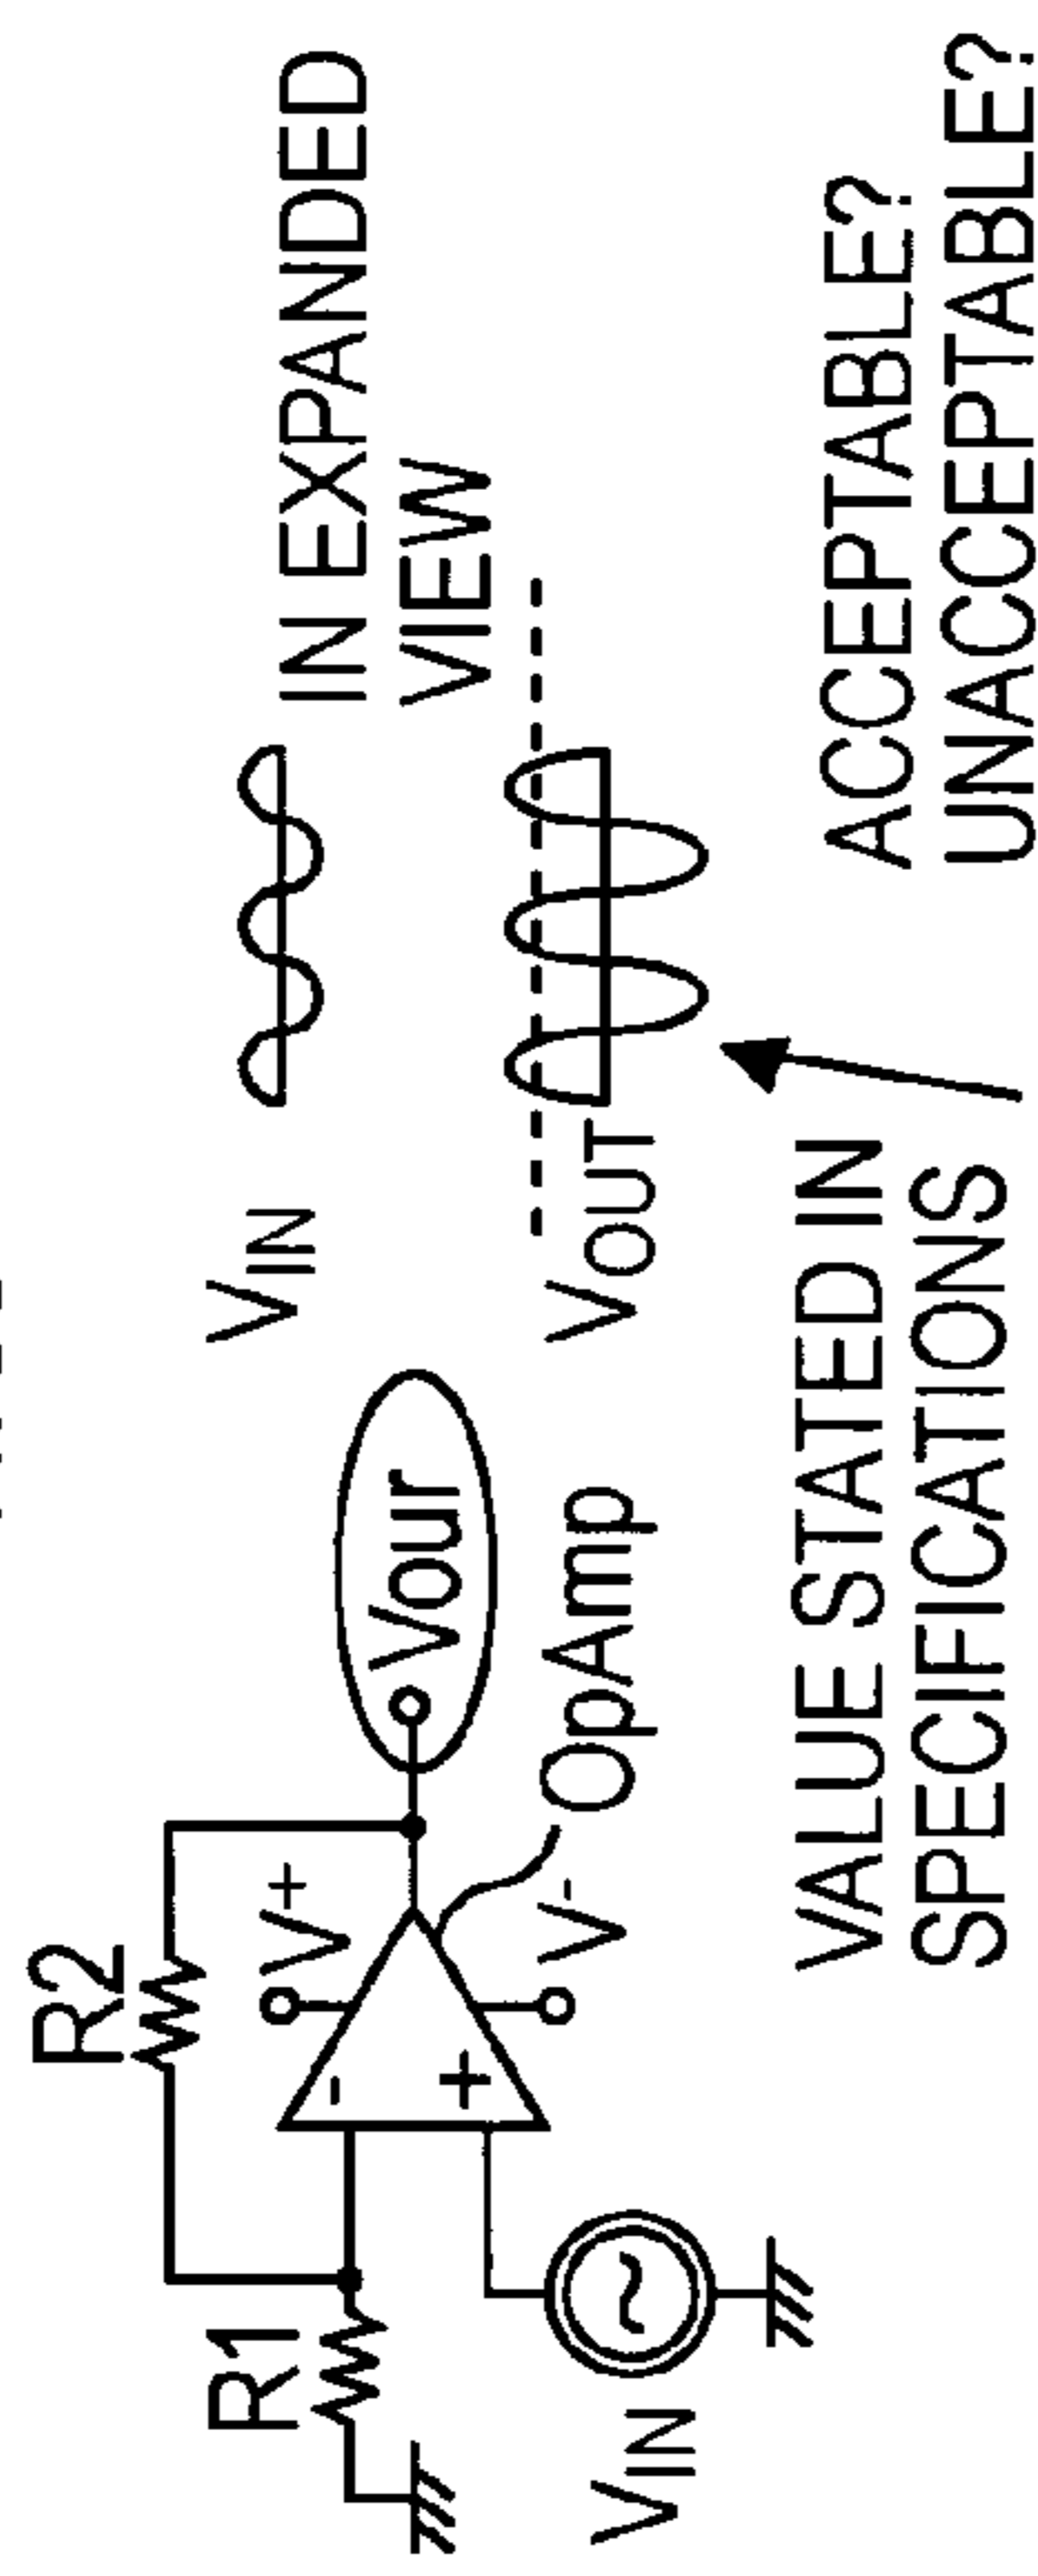 R2
R1
V+
-
+
V-
Vour
OpAmp
VIN
VIN
IN EXPANDED
VIEW
VOUT
VALUE STATED IN
SPECIFICATIONS
ACCEPTABLE?
UNACCEPTABLE?